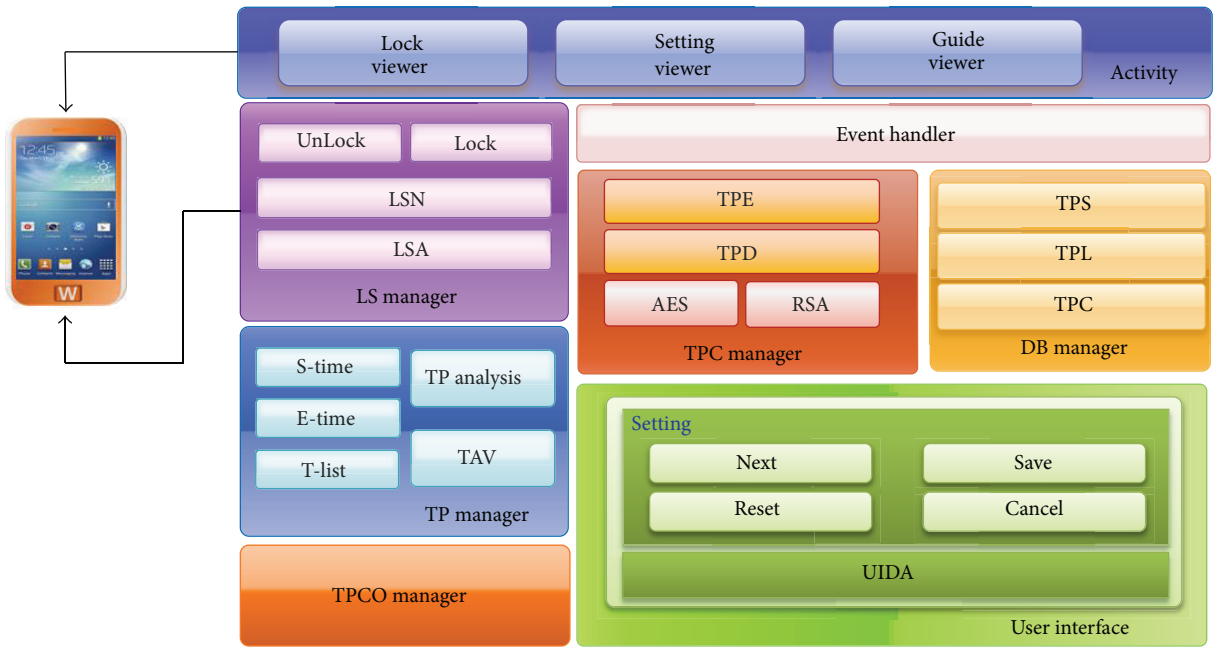 Lock
viewer
Setting
viewer
Guide
viewer
Activity
12:45
W
UnLock
Lock
LSN
LSA
LS manager
Event handler
TPE
TPD
AES
RSA
TPC manager
TPS
TPL
TPC
DB manager
S-time
E-time
T-list
TP analysis
TAV
TP manager
Setting
Next
Save
Reset
Cancel
UIDA
User interface
TPCO manager